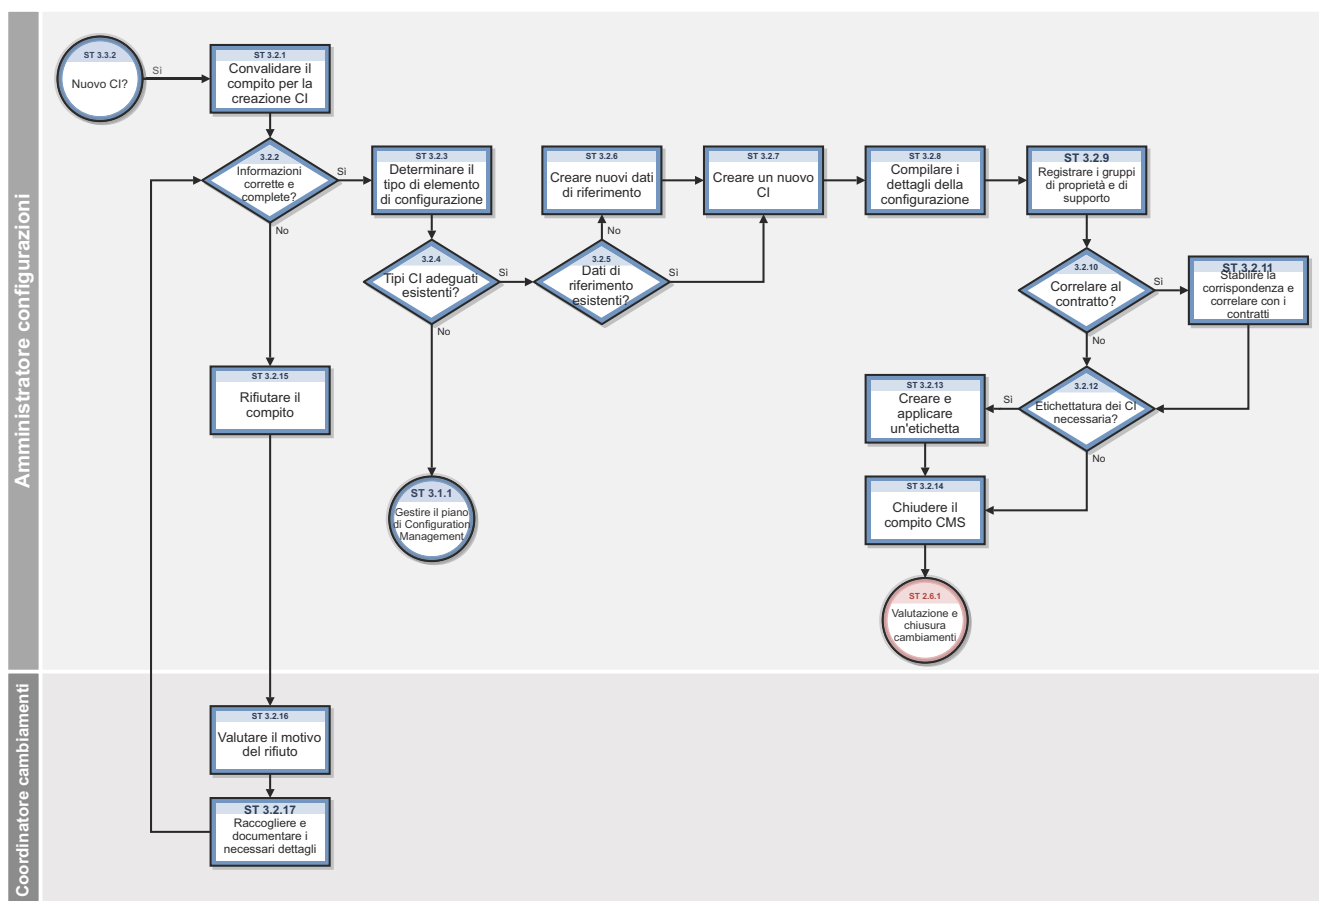 Amministratore configurazioni
ST 3.3.2
Nuovo CI?
Sì
ST 3.2.1
Convalidare il
compito per la
creazione CI
3.2.2
Informazioni
corrette e
complete?
Sì
No
ST 3.2.3
Determinare il
tipo di elemento
di configurazione
3.2.4
Tipi CI adeguati
esistenti?
Sì
No
3.2.5
Dati di
riferimento
esistenti?
Sì
No
ST 3.2.6
Creare nuovi dati
di riferimento
ST 3.2.7
Creare un nuovo
CI
ST 3.2.8
Compilare i
dettagli della
configurazione
ST 3.2.9
Registrare i gruppi
di proprietà e di
supporto
3.2.10
Correlare al
contratto?
Sì
No
ST 3.2.11
Stabilire la
corrispondenza e
correlare con i
contratti
3.2.12
Etichettatura dei CI
necessaria?
Sì
No
ST 3.2.13
Creare e
applicare
un'etichetta
ST 3.2.14
Chiudere il
compito CMS
ST 2.6.1
Valutazione e
chiusura
cambiamenti
ST 3.1.1
Gestire il piano
di Configuration
Management
ST 3.2.15
Rifiutare il
compito
Coordinatore cambiamenti
ST 3.2.16
Valutare il motivo
del rifiuto
ST 3.2.17
Raccogliere e
documentare i
necessari dettagli